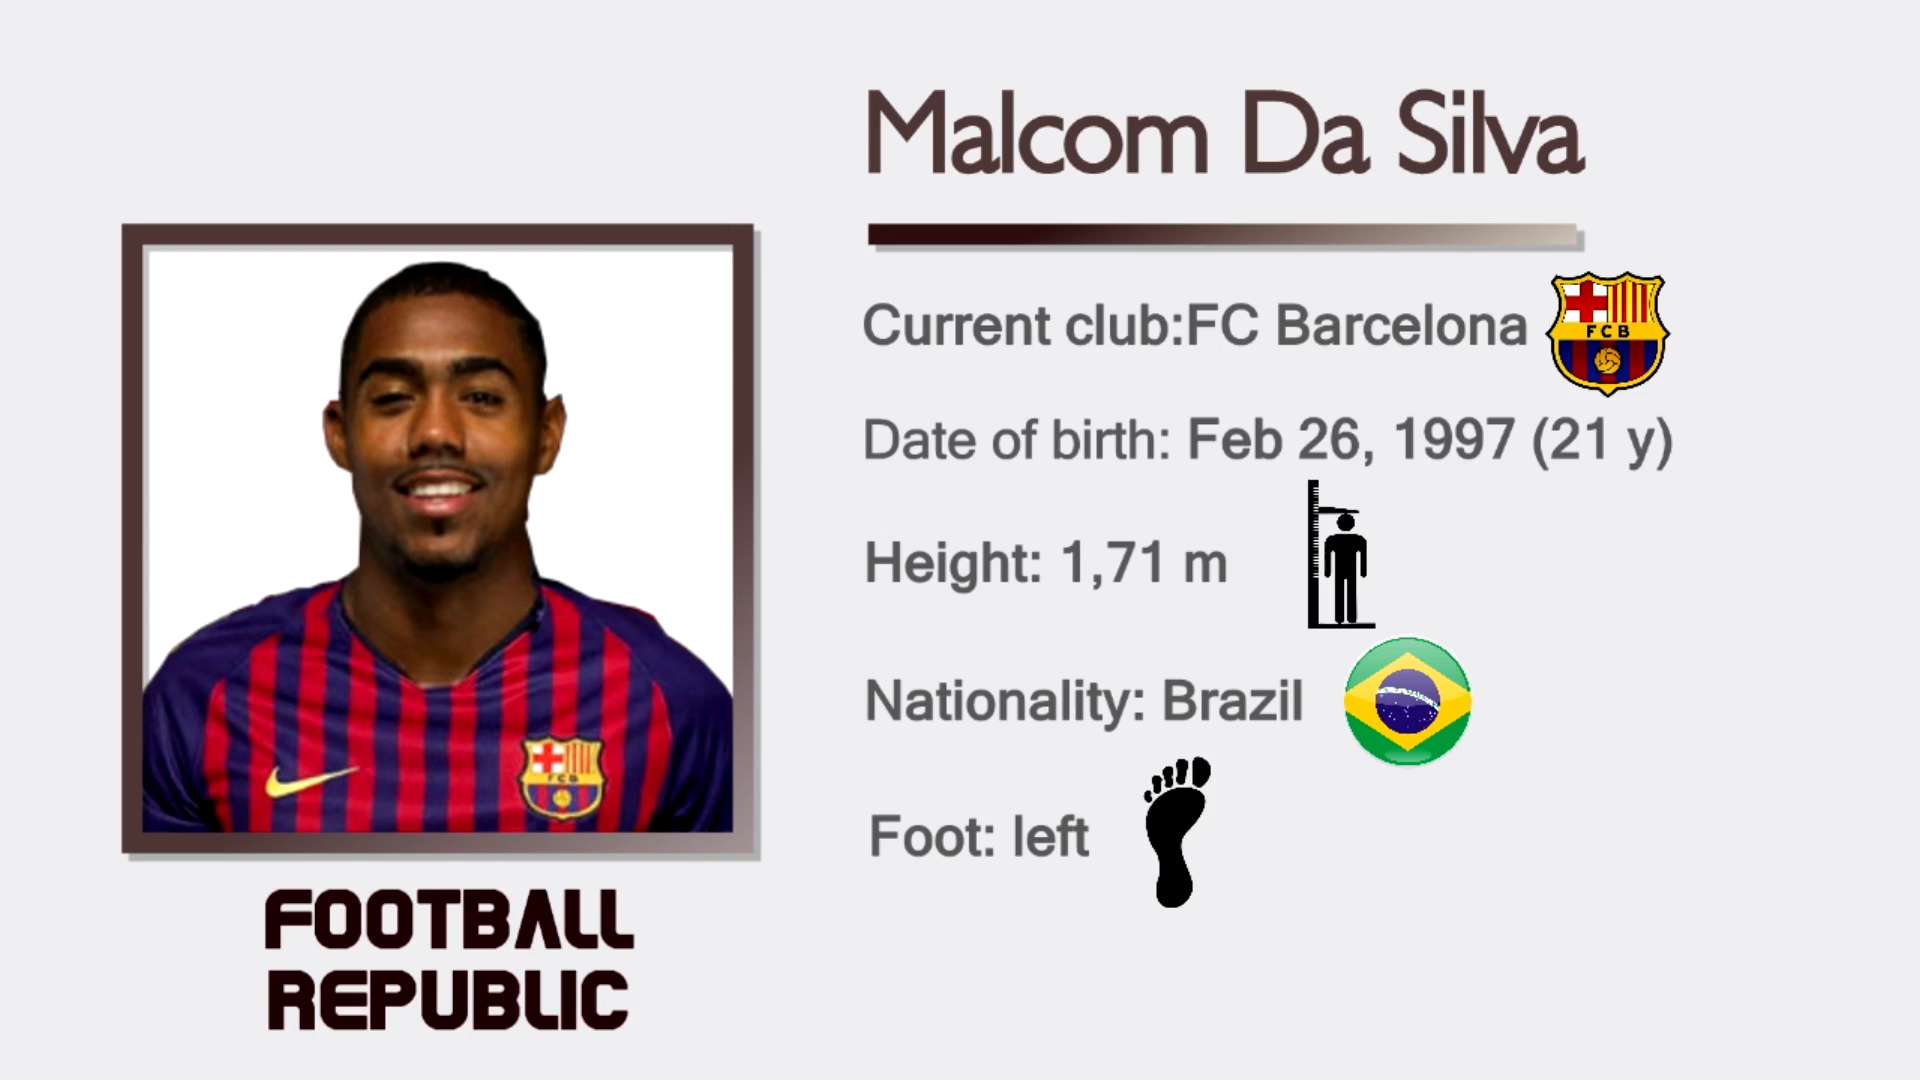 Malcom Da Silva
Current club:FC Barcelona
FCB
Date of birth: Feb 26, 1997 (21 y)
Height: 1,71 m
Nationality: Brazil
Foot: left
FCB
FOOTBALL
REPUBLIC